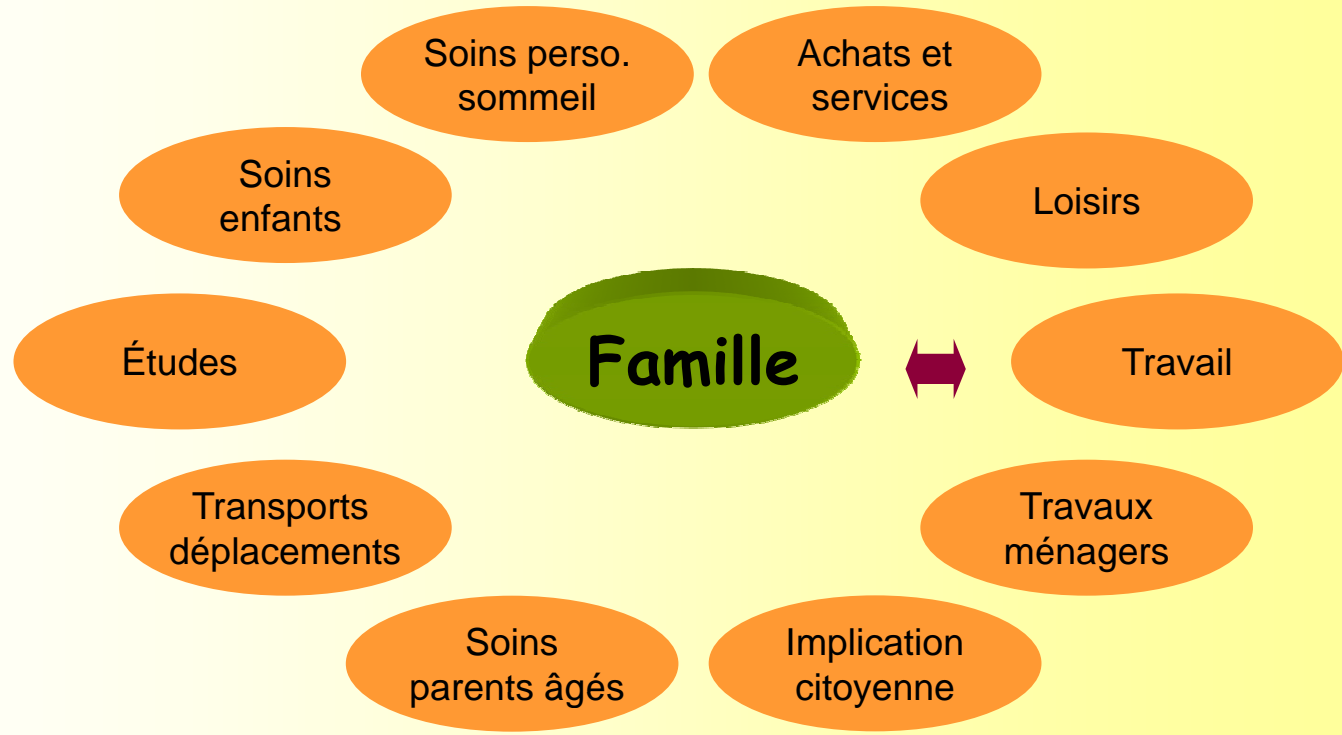 Soins perso.
sommeil
Achats et
services
Soins
enfants
Loisirs
Études
Famille
Travail
Transports
déplacements
Travaux
ménagers
Soins
parents âgés
Implication
citoyenne